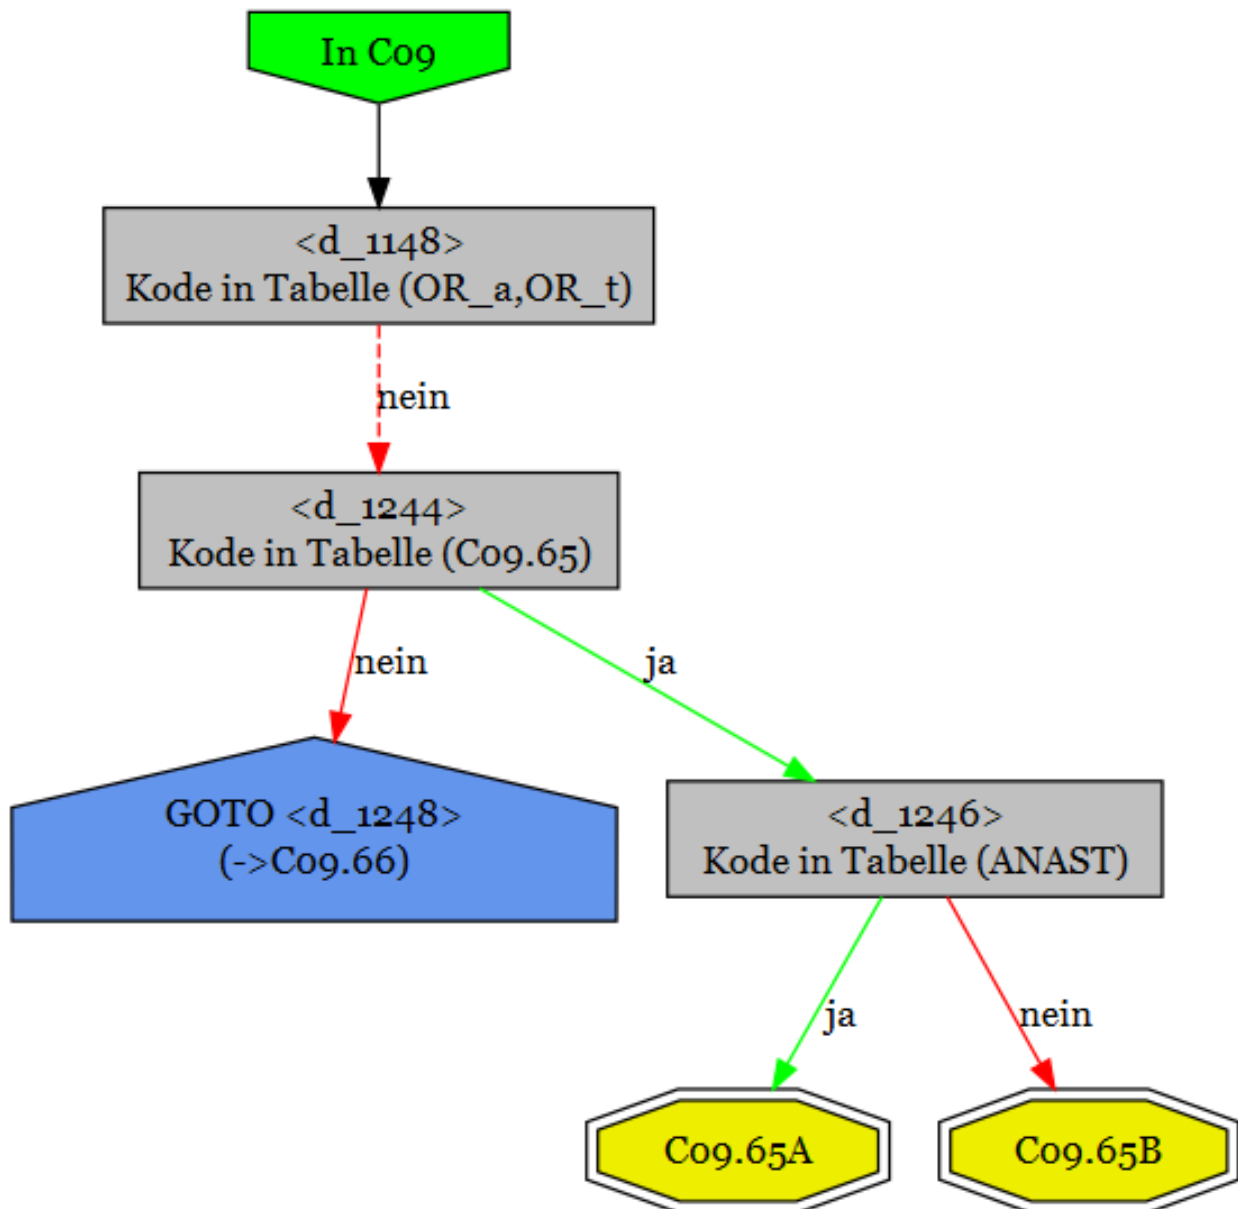 In C09
<d_1148>
Kode in Tabelle (OR_a,OR_t)
nein
<d_1244>
Kode in Tabelle (C09.65)
nein
ja
GOTO <d_1248>
(->C09.66)
<d_1246>
Kode in Tabelle (ANAST)
ja
nein
C09.65A
C09.65B